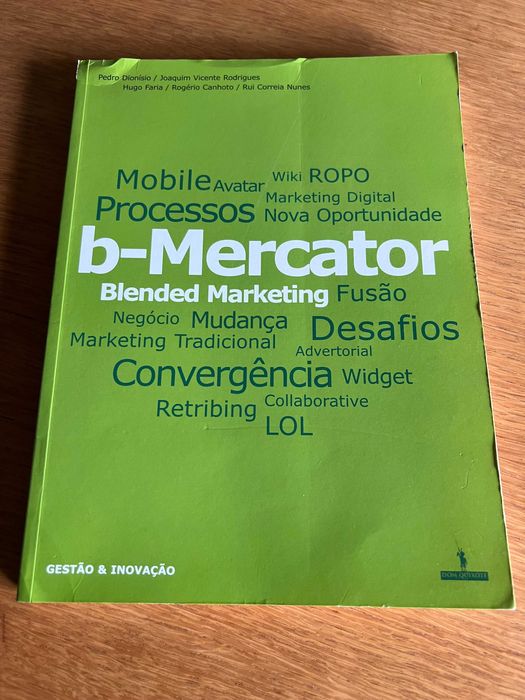 Pedro Dionísio / Joaquim Vicente Rodrigues
Hugo Faria / Rogério Canhoto / Rui Correia Nunes
Mobile Avatar Wiki ROPO
Marketing Digital
Processos Nova Oportunidade
b-Mercator
Blended Marketing Fusão
Negócio Mudança Desafios
Marketing Tradicional
Advertorial
Convergência Widget
Retribing Collaborative
LOL
GESTÃO & INOVAÇÃO
DOM QUIXOTE